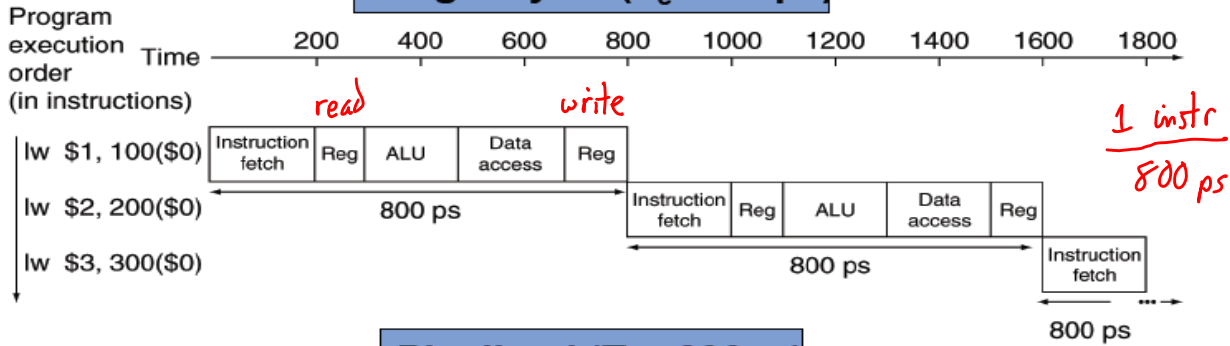 Program
execution
order
(in instructions)
Time
200 400 600 800 1000 1200 1400 1600 1800
read write
1 instr
800 ps
lw $1, 100($0)
Instruction fetch Reg ALU Data access Reg
800 ps
lw $2, 200($0)
Instruction fetch Reg ALU Data access Reg
800 ps
lw $3, 300($0)
Instruction fetch
...
800 ps